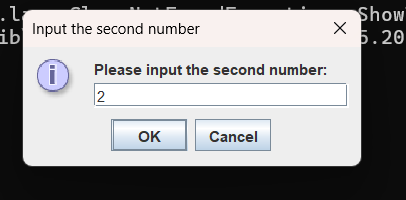 Input the second number
Please input the second number:
2
OK Cancel